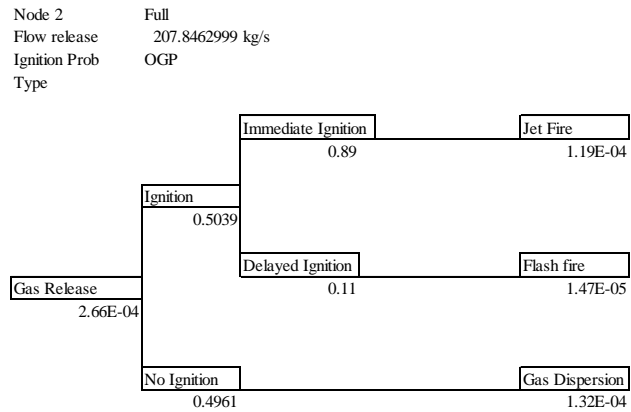 Node 2 Full
Flow release 207.8462999 kg/s
Ignition Prob OGP
Type
Immediate Ignition Jet Fire
0.89 1.19E-04
Ignition
0.5039
Delayed Ignition Flash fire
0.11 1.47E-05
Gas Release
2.66E-04
No Ignition Gas Dispersion
0.4961 1.32E-04